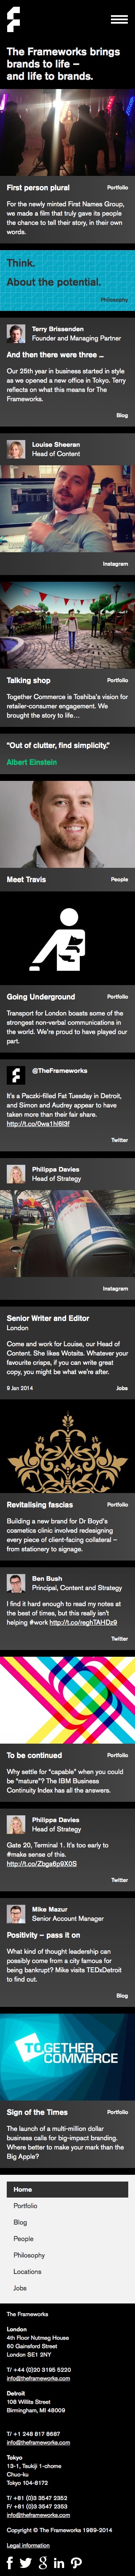 The Frameworks brings
brands to life –
and life to brands.
First person plural
Portfolio
For the newly minted First Names Group,
we made a film that truly gave its people
the chance to tell their story, in their own
words.
Think.
About the potential.
Philosophy
Terry Brissenden
Founder and Managing Partner
And then there were three ...
Our 25th year in business started in style
as we opened a new office in Tokyo. Terry
reflects on what this means for The
Frameworks.
Blog
Louise Sheeran
Head of Content
Instagram
Talking shop
Portfolio
Together Commerce is Toshiba's vision for
retailer-consumer engagement. We
brought the story to life…
"Out of clutter, find simplicity."
Albert Einstein
Meet Travis
People
Going Underground
Portfolio
Transport for London boasts some of the
strongest non-verbal communications in
the world. We're proud to have played our
part.
@TheFrameworks
It's a Paczki-filled Fat Tuesday in Detroit,
and Simon and Audrey appear to have
taken more than their fair share.
Twitter
Philippa Davies
Head of Strategy
Instagram
Senior Writer and Editor
London
Come and work for Louise, our Head of
Content. She likes Wotsits. Whatever your
favourite crisps, if you can write great
copy, you might be what we're after.
9 Jan 2014
Jobs
Revitalising fascias
Portfolio
Building a new brand for Dr Boyd's
cosmetics clinic involved redesigning
every piece of client-facing collateral –
from stationery to signage.
Ben Bush
Principal, Content and Strategy
I find it hard enough to read my notes at
the best of times, but this really isn't
helping #work http://t.co/reghTAHDz9
Twitter
To be continued
Portfolio
Why settle for "capable" when you could
be "mature"? The IBM Business
Continuity Index has all the answers.
Philippa Davies
Head of Strategy
Gate 20, Terminal 1. It's too early to
#make sense of this.
http://t.co/Zbga6p9X0S
Twitter
Mike Mazur
Senior Account Manager
Positivity – pass it on
What kind of thought leadership can
possibly come from a city famous for
being bankrupt? Mike visits TEDxDetroit
to find out.
Blog
TOGETHER
COMMERCE
Sign of the Times
Portfolio
The launch of a multi-million dollar
business calls for big-impact branding.
Where better to make your mark than the
Big Apple?
Home
Portfolio
Blog
People
Philosophy
Locations
Jobs
The Frameworks
London
4th Floor Nutmeg House
60 Gainsford Street
London SE1 2NY
T/ +44 (0)20 3195 5220
info@theframeworks.com
Detroit
108 Willits Street
Birmingham, MI 48009
T/ +1 248 817 6687
info@theframeworks.com
Tokyo
13-1, Tsukiji 1-chome
Chuo-ku
Tokyo 104-8172
T/ +81 (0)3 3547 2352
F/ +81 (0)3 3547 2353
info@theframeworks.com
Copyright © The Frameworks 1989-2014
Legal information